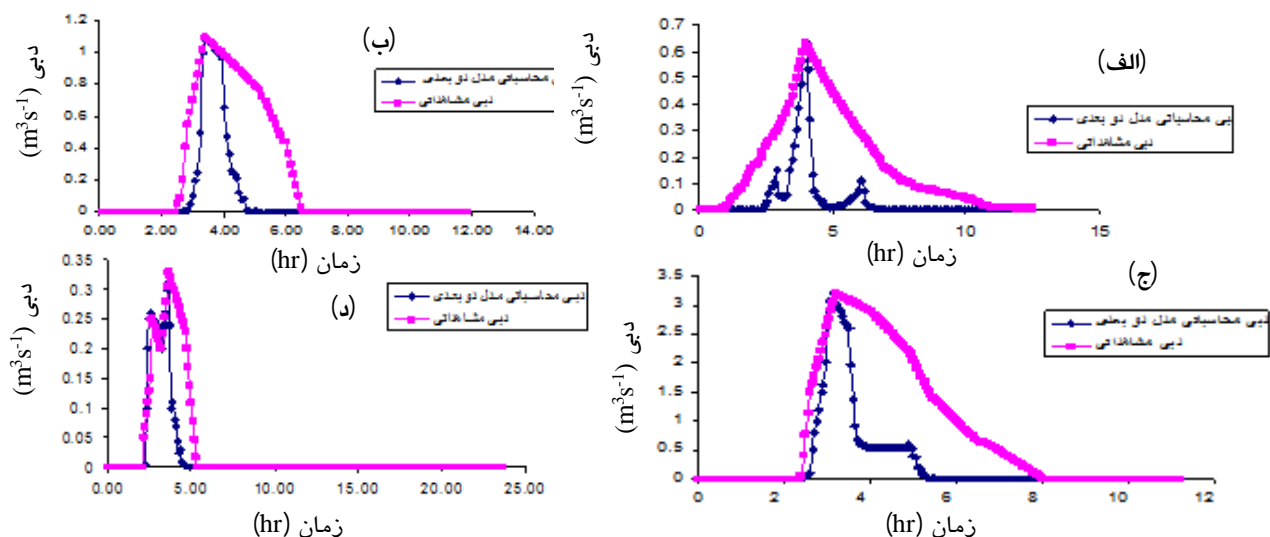 (الف)
دبی (m³s⁻¹)
0.7
0.6
0.5
0.4
0.3
0.2
0.1
0
0 5 10 15
زمان (hr)
بی محاسباتی مدل دو بعدی
دبی مشاهداتی
(ب)
دبی (m³s⁻¹)
1.2
1
0.8
0.6
0.4
0.2
0
0.00 2.00 4.00 6.00 8.00 10.00 12.00 14.00
زمان (hr)
دبی محاسباتی مدل دو بعدی
دبی مشاهداتی
(ج)
دبی (m³s⁻¹)
3.5
3
2.5
2
1.5
1
0.5
0
0 2 4 6 8 10 12
زمان (hr)
دبی محاسباتی مدل دو بعدی
دبی مشاهداتی
(د)
دبی (m³s⁻¹)
0.35
0.3
0.25
0.2
0.15
0.1
0.05
0
0.00 5.00 10.00 15.00 20.00 25.00
زمان (hr)
دبی محاسباتی مدل دو بعدی
دبی مشاهداتی